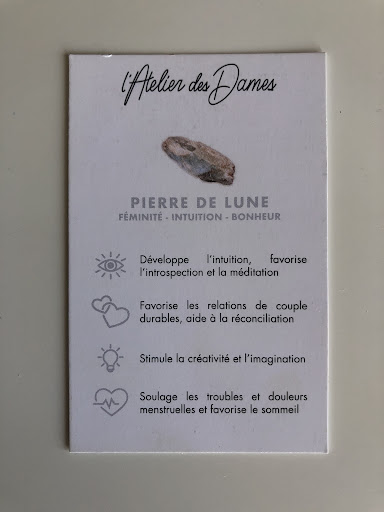 l'Atelier des Dames
PIERRE DE LUNE
FÉMINITÉ - INTUITION - BONHEUR
Développe l'intuition, favorise
l'introspection et la méditation
Favorise les relations de couple
durables, aide à la réconciliation
Stimule la créativité et l'imagination
Soulage les troubles et douleurs
menstruelles et favorise le sommeil